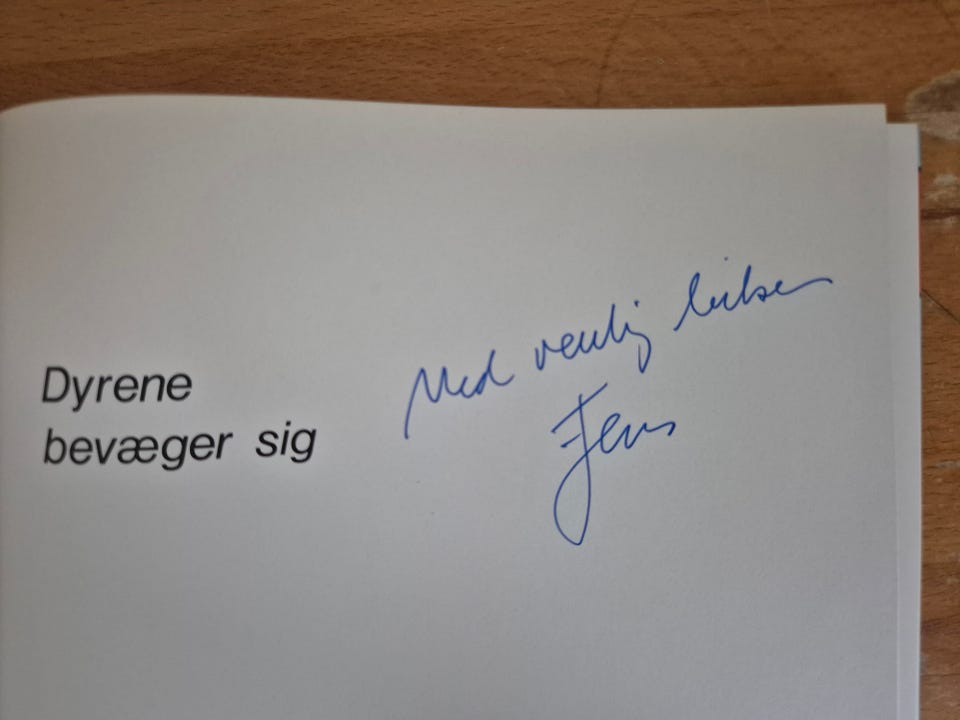 Dyrene
bevæger sig
Med venlig hilsen
Jens